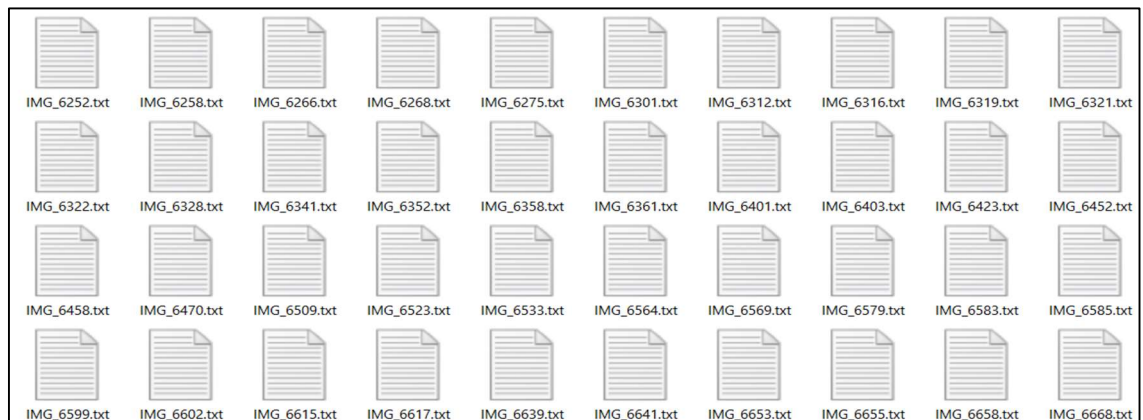 IMG_6252.txt IMG_6258.txt IMG_6266.txt IMG_6268.txt IMG_6275.txt IMG_6301.txt IMG_6312.txt IMG_6316.txt IMG_6319.txt IMG_6321.txt
IMG_6322.txt IMG_6328.txt IMG_6341.txt IMG_6352.txt IMG_6358.txt IMG_6361.txt IMG_6401.txt IMG_6403.txt IMG_6423.txt IMG_6452.txt
IMG_6458.txt IMG_6470.txt IMG_6509.txt IMG_6523.txt IMG_6533.txt IMG_6564.txt IMG_6569.txt IMG_6579.txt IMG_6583.txt IMG_6585.txt
IMG_6599.txt IMG_6602.txt IMG_6615.txt IMG_6617.txt IMG_6639.txt IMG_6641.txt IMG_6653.txt IMG_6655.txt IMG_6658.txt IMG_6668.txt